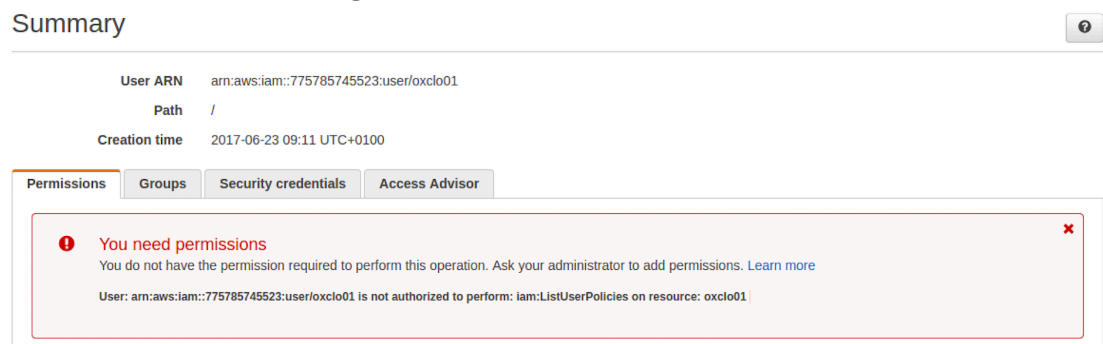 Summary
User ARN arn:aws:iam::775785745523:user/oxclo01
Path /
Creation time 2017-06-23 09:11 UTC+0100
Permissions Groups Security credentials Access Advisor
You need permissions
You do not have the permission required to perform this operation. Ask your administrator to add permissions. Learn more
User: arn:aws:iam::775785745523:user/oxclo01 is not authorized to perform: iam:ListUserPolicies on resource: oxclo01